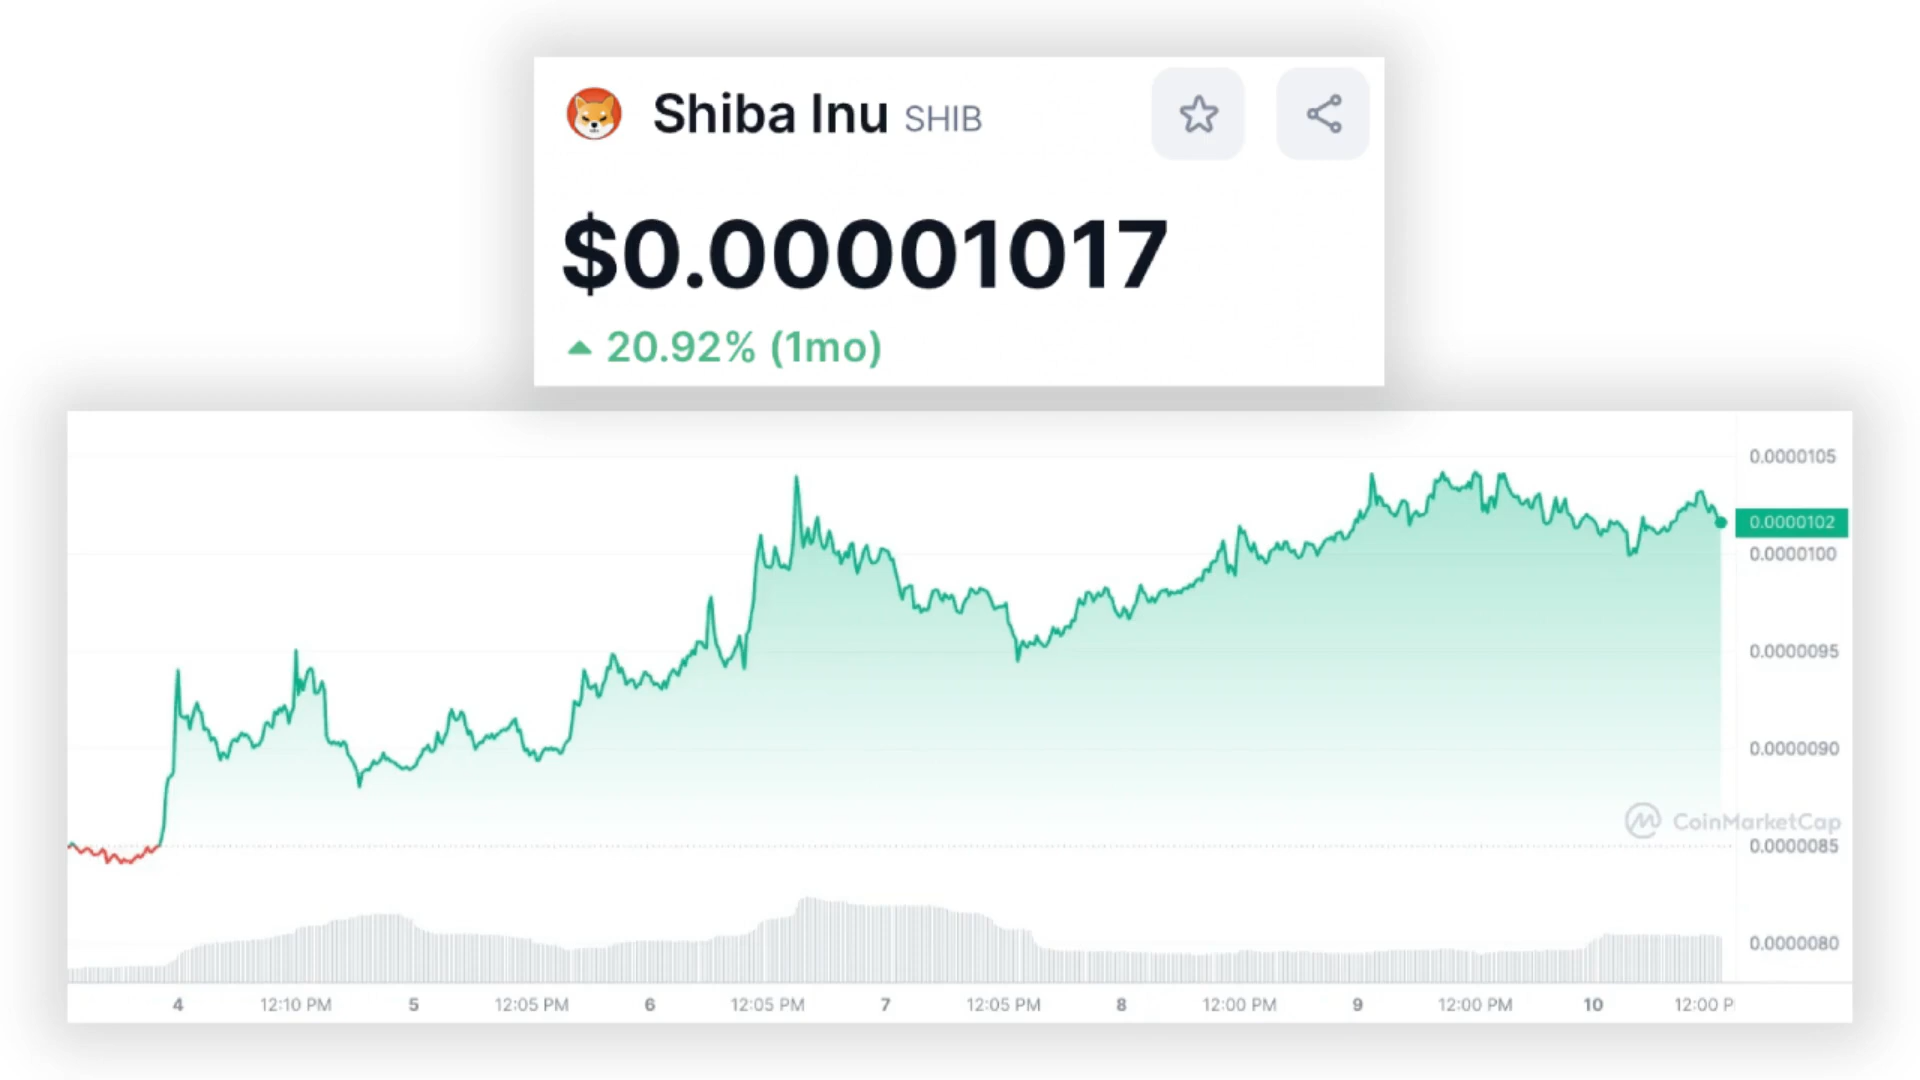 Shiba Inu SHIB
$0.00001017
20.92% (1mo)
0.0000105
0.0000102
0.0000100
0.0000095
0.0000090
CoinMarketCap
0.0000085
0.0000080
4 12:10 PM 5 12:05 PM 6 12:05 PM 7 12:05 PM 8 12:00 PM 9 12:00 PM 10 12:00 P